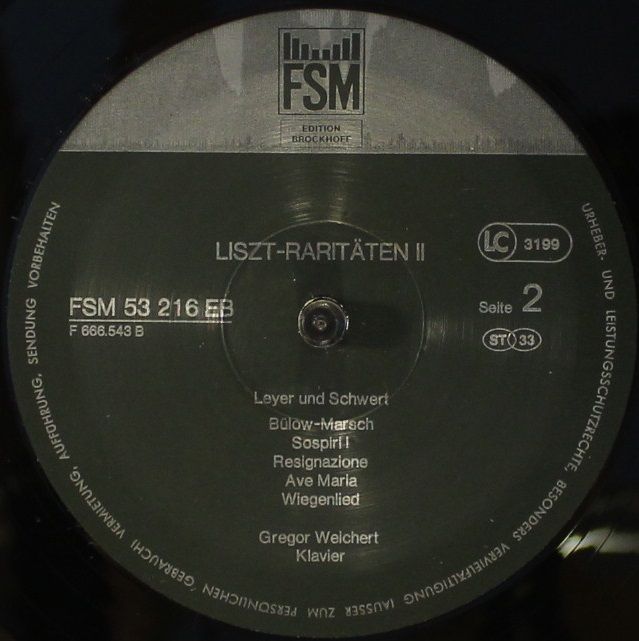 FSM
EDITION
BROCKHOFF
LISZT-RARITÄTEN II
LC 3199
FSM 53 216 EB
F 666.543 B
Seite 2
ST 33
Leyer und Schwert
Bülow-Marsch
Sospiri!
Resignazione
Ave Maria
Wiegenlied
Gregor Weichert
Klavier
URHEBER- UND LEISTUNGSSCHUTZRECHTE, BESONDERS VERVIELFÄLTIGUNG (AUSSER ZUM PERSÖNLICHEN GEBRAUCH) VERMIETUNG, AUFFÜHRUNG, SENDUNG VORBEHALTEN